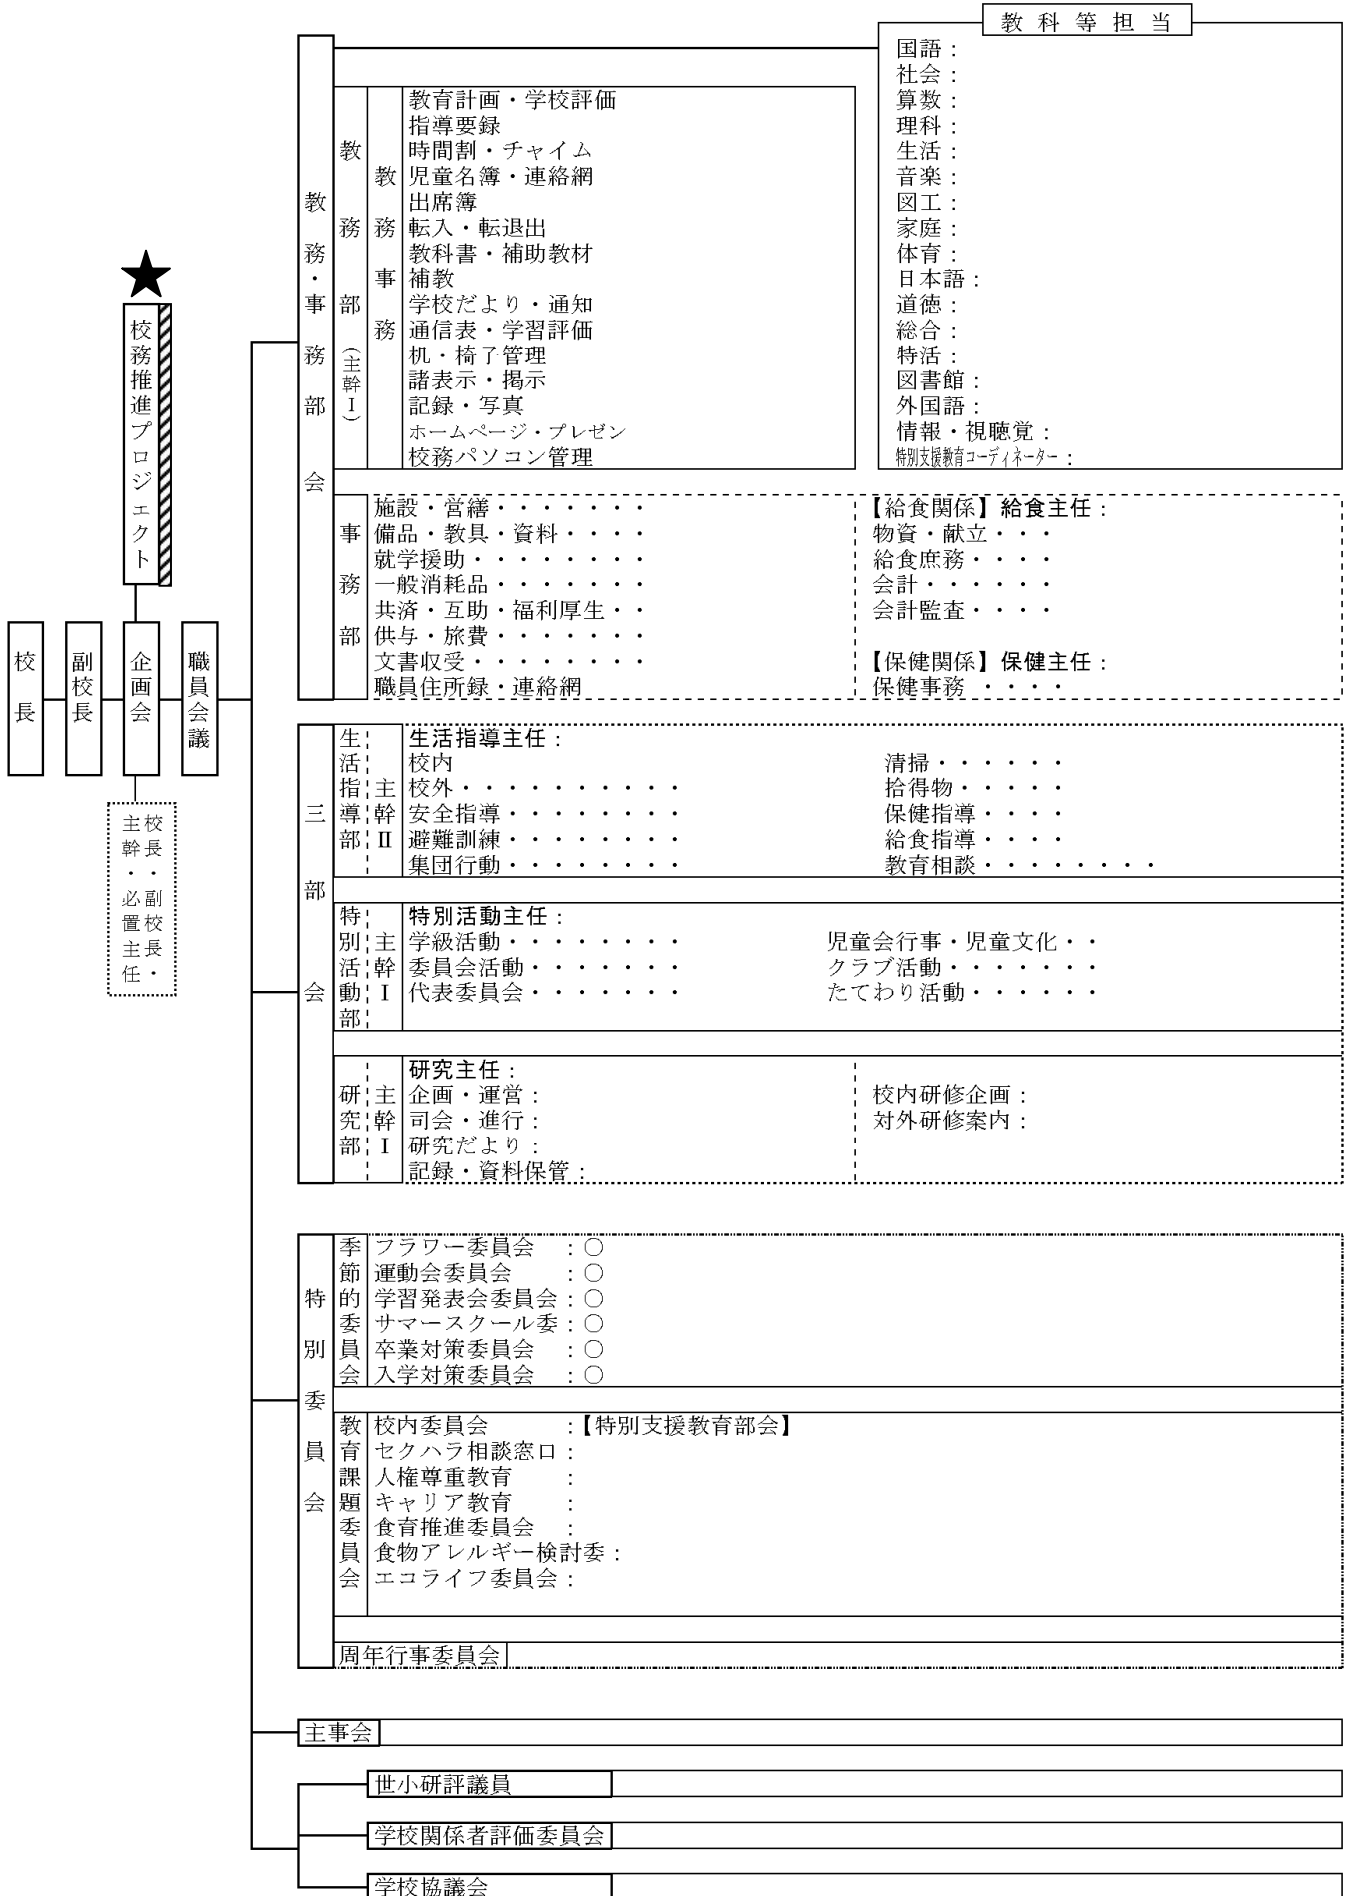 ★
校務推進プロジェクト
校長
副校長
企画会
職員会議
校長・副校長・
主幹・必置主任
教務・事務部会
教務部(主幹Ⅰ)
教務事務
教育計画・学校評価
指導要録
時間割・チャイム
児童名簿・連絡網
出席簿
転入・転退出
教科書・補助教材
補教
学校だより・通知
通信表・学習評価
机・椅子管理
諸表示・掲示
記録・写真
ホームページ・プレゼン
校務パソコン管理
教科等担当
国語：
社会：
算数：
理科：
生活：
音楽：
図工：
家庭：
体育：
日本語：
道徳：
総合：
特活：
図書館：
外国語：
情報・視聴覚：
特別支援教育コーディネーター：
事務部
施設・営繕・・・・・・・
備品・教具・資料・・・・
就学援助・・・・・・・・
一般消耗品・・・・・・・
共済・互助・福利厚生・・
供与・旅費・・・・・・・
文書収受・・・・・・・・
職員住所録・連絡網
【給食関係】給食主任：
物資・献立・・・
給食庶務・・・・
会計・・・・・・
会計監査・・・・
【保健関係】保健主任：
保健事務 ・・・・
三部会
生活指導部
主幹Ⅱ
生活指導主任：
校内
校外・・・・・・・・・・
安全指導・・・・・・・・
避難訓練・・・・・・・・
集団行動・・・・・・・・
清掃・・・・・・
拾得物・・・・・
保健指導・・・・
給食指導・・・・
教育相談・・・・・・・・
特別活動部
主幹Ⅰ
特別活動主任：
学級活動・・・・・・・・
委員会活動・・・・・・・
代表委員会・・・・・・・
児童会行事・児童文化・・
クラブ活動・・・・・・・
たてわり活動・・・・・・
研究部
主幹Ⅰ
研究主任：
企画・運営：
司会・進行：
研究だより：
記録・資料保管：
校内研修企画：
対外研修案内：
特別委員会
季節的委員会
フラワー委員会　：○
運動会委員会　　：○
学習発表会委員会：○
サマースクール委：○
卒業対策委員会　：○
入学対策委員会　：○
教育課題委員会
校内委員会　　　：【特別支援教育部会】
セクハラ相談窓口：
人権尊重教育　　：
キャリア教育　　：
食育推進委員会　：
食物アレルギー検討委：
エコライフ委員会：
周年行事委員会
主事会
世小研評議員
学校関係者評価委員会
学校協議会